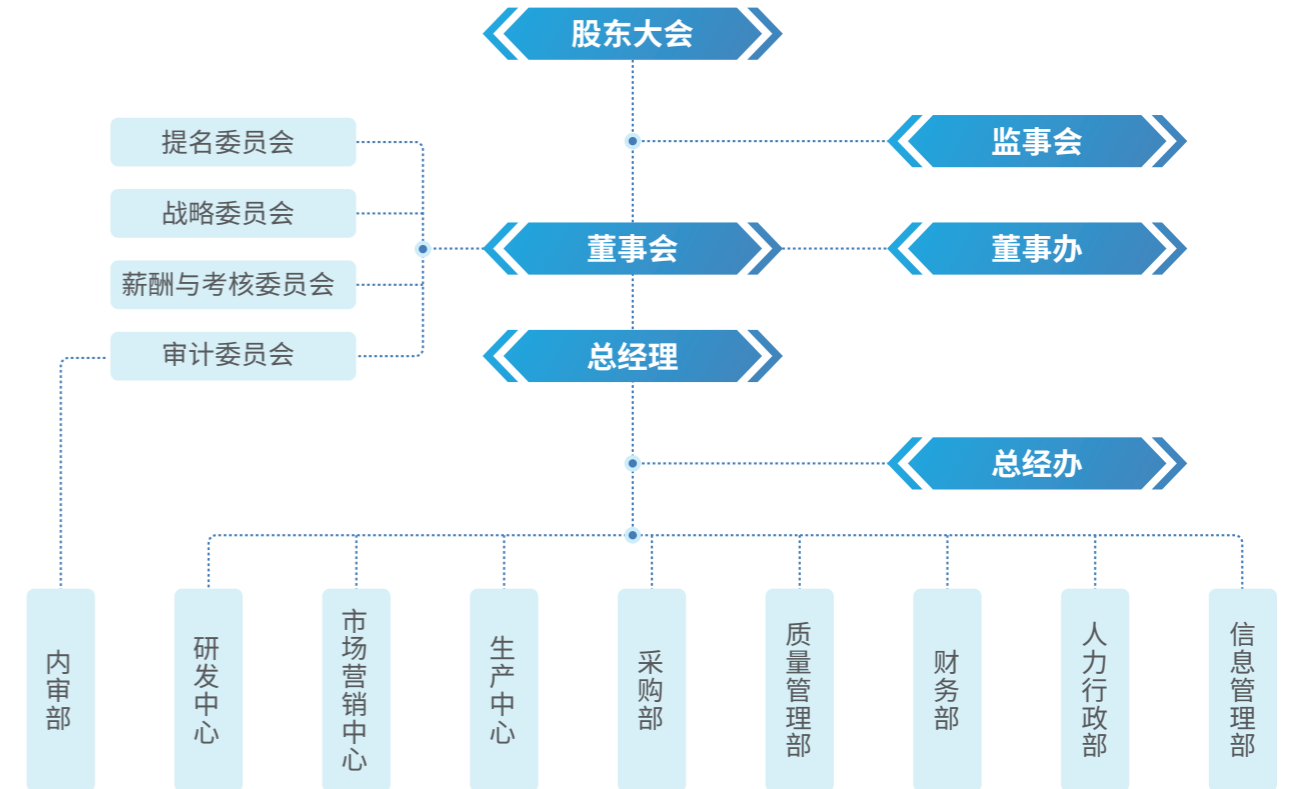 股东大会
提名委员会
监事会
战略委员会
董事会
董事办
薪酬与考核委员会
审计委员会
总经理
总经办
内审部
研发中心
市场营销中心
生产中心
采购部
质量管理部
财务部
人力行政部
信息管理部